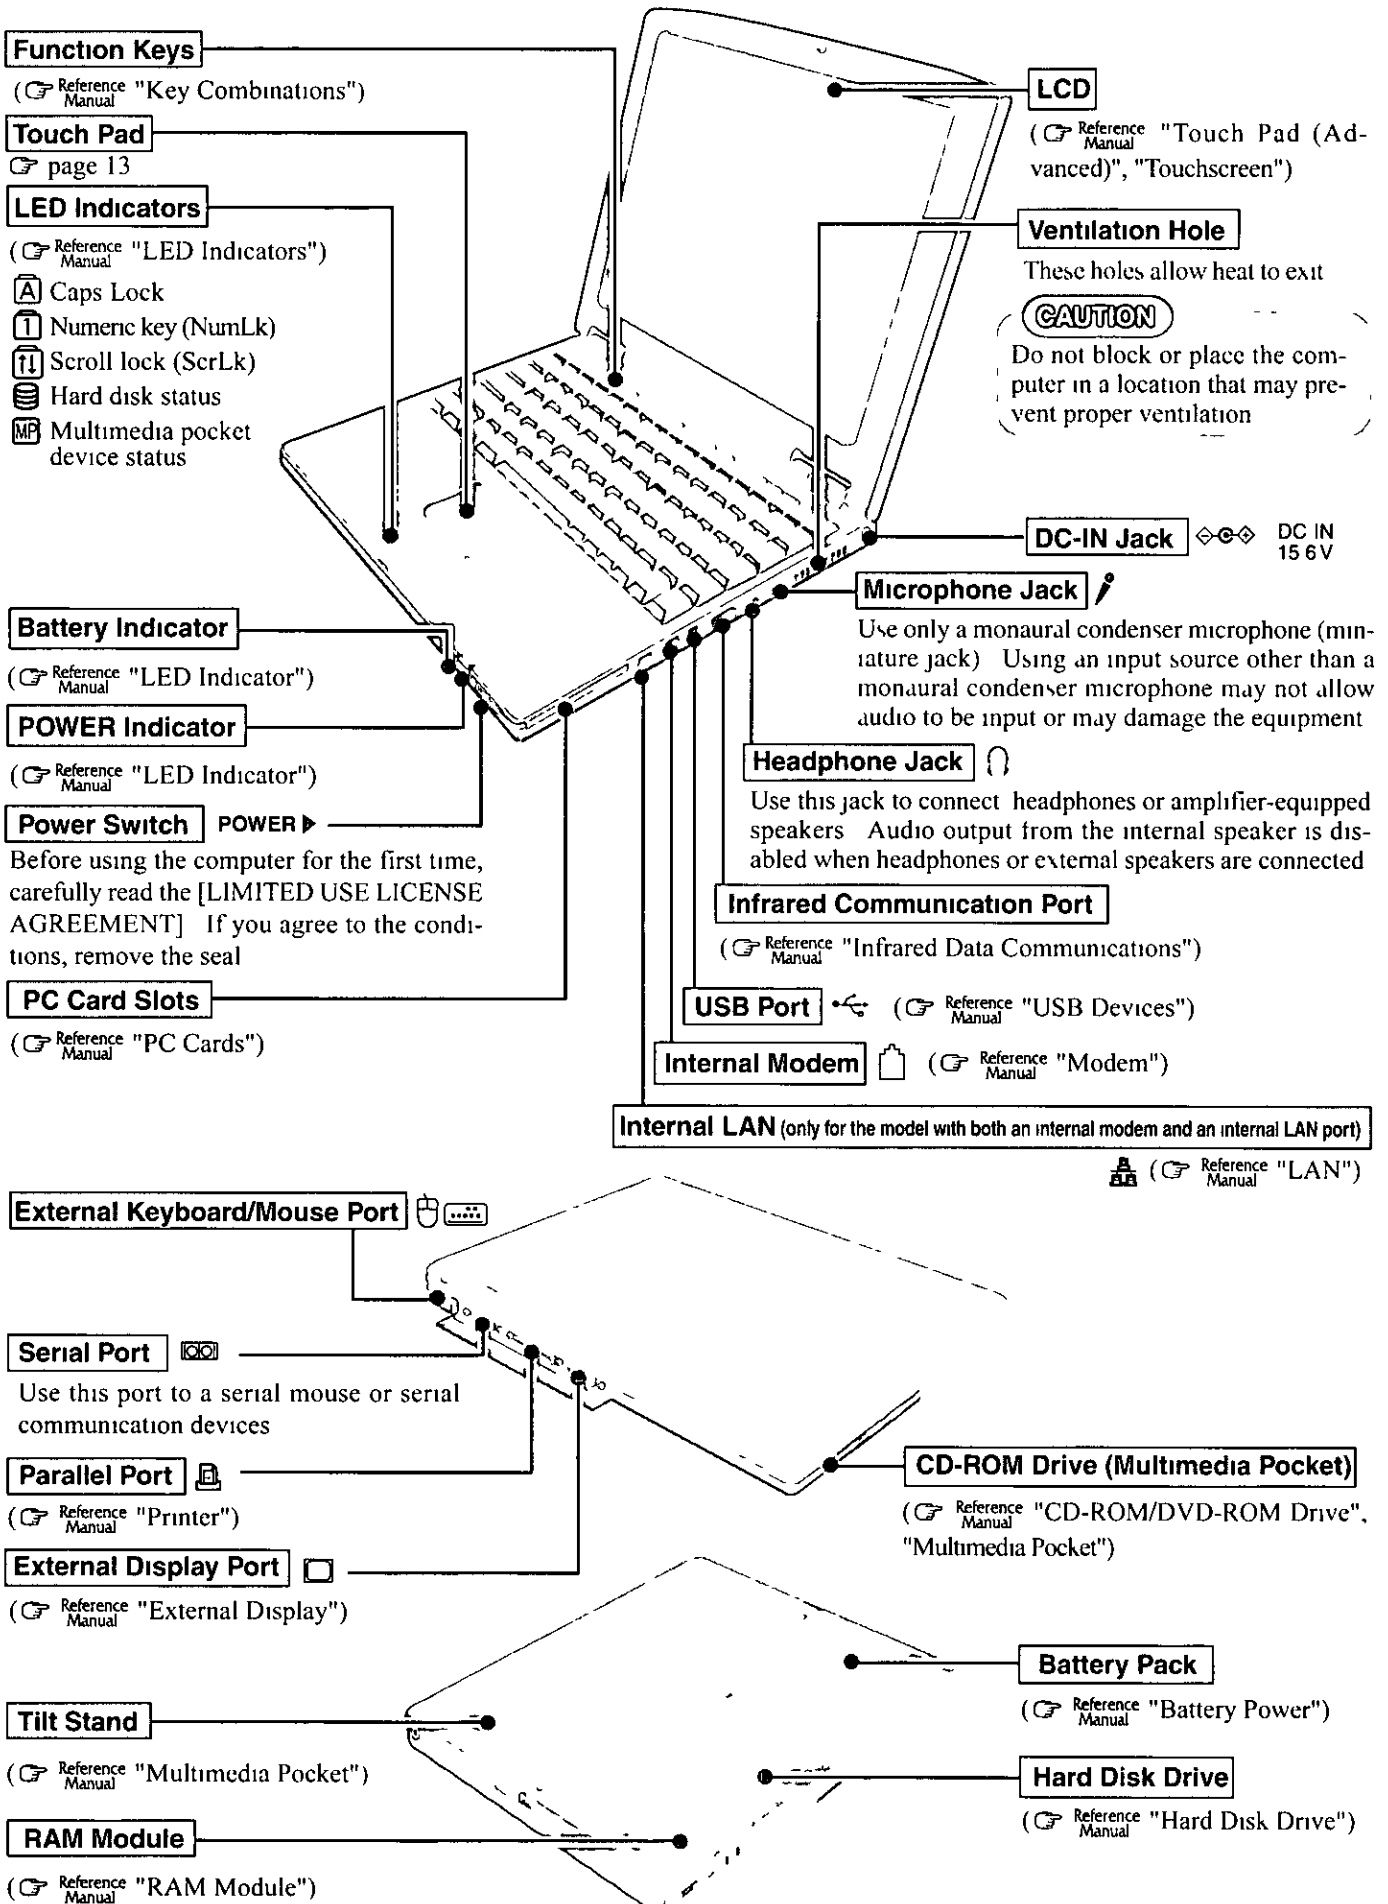 Function Keys
(Reference Manual "Key Combinations")
Touch Pad
page 13
LED Indicators
(Reference Manual "LED Indicators")
A Caps Lock
1 Numeric key (NumLk)
Scroll lock (ScrLk)
Hard disk status
MP Multimedia pocket
device status
Battery Indicator
(Reference Manual "LED Indicator")
POWER Indicator
(Reference Manual "LED Indicator")
Power Switch POWER
Before using the computer for the first time,
carefully read the [LIMITED USE LICENSE
AGREEMENT] If you agree to the condi-
tions, remove the seal
PC Card Slots
(Reference Manual "PC Cards")
LCD
(Reference Manual "Touch Pad (Ad-
vanced)", "Touchscreen")
Ventilation Hole
These holes allow heat to exit
CAUTION
Do not block or place the com-
puter in a location that may pre-
vent proper ventilation
DC-IN Jack DC IN
15 6 V
Microphone Jack
Use only a monaural condenser microphone (min-
iature jack) Using an input source other than a
monaural condenser microphone may not allow
audio to be input or may damage the equipment
Headphone Jack
Use this jack to connect headphones or amplifier-equipped
speakers Audio output from the internal speaker is dis-
abled when headphones or external speakers are connected
Infrared Communication Port
(Reference Manual "Infrared Data Communications")
USB Port (Reference Manual "USB Devices")
Internal Modem (Reference Manual "Modem")
Internal LAN (only for the model with both an internal modem and an internal LAN port)
(Reference Manual "LAN")
External Keyboard/Mouse Port
Serial Port
Use this port to a serial mouse or serial
communication devices
Parallel Port
(Reference Manual "Printer")
External Display Port
(Reference Manual "External Display")
CD-ROM Drive (Multimedia Pocket)
(Reference Manual "CD-ROM/DVD-ROM Drive",
"Multimedia Pocket")
Tilt Stand
(Reference Manual "Multimedia Pocket")
RAM Module
(Reference Manual "RAM Module")
Battery Pack
(Reference Manual "Battery Power")
Hard Disk Drive
(Reference Manual "Hard Disk Drive")